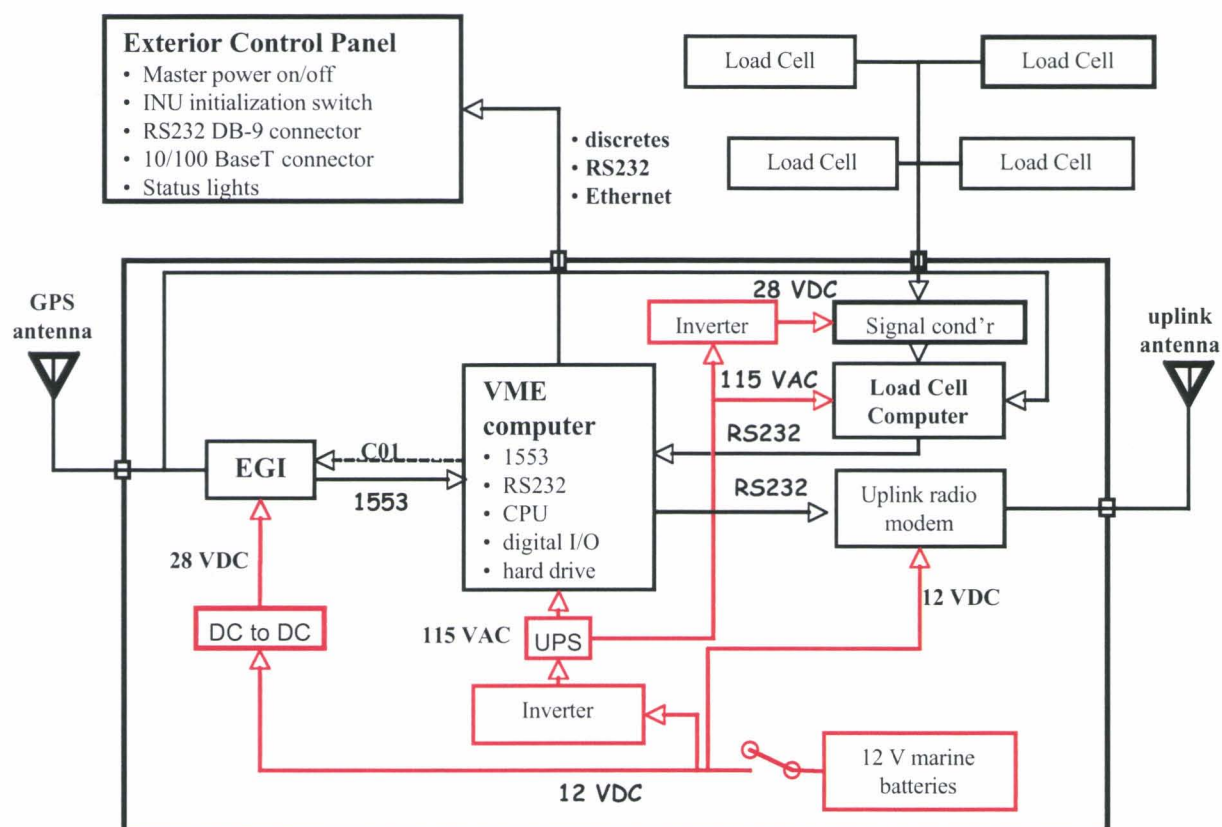 Exterior Control Panel
• Master power on/off
• INU initialization switch
• RS232 DB-9 connector
• 10/100 BaseT connector
• Status lights
• discretes
• RS232
• Ethernet
Load Cell
Load Cell
Load Cell
Load Cell
GPS
antenna
uplink
antenna
28 VDC
Inverter
Signal cond'r
115 VAC
Load Cell
Computer
VME
computer
• 1553
• RS232
• CPU
• digital I/O
• hard drive
RS232
C01
EGI
1553
RS232
Uplink radio
modem
28 VDC
12 VDC
DC to DC
115 VAC
UPS
Inverter
12 V marine
batteries
12 VDC